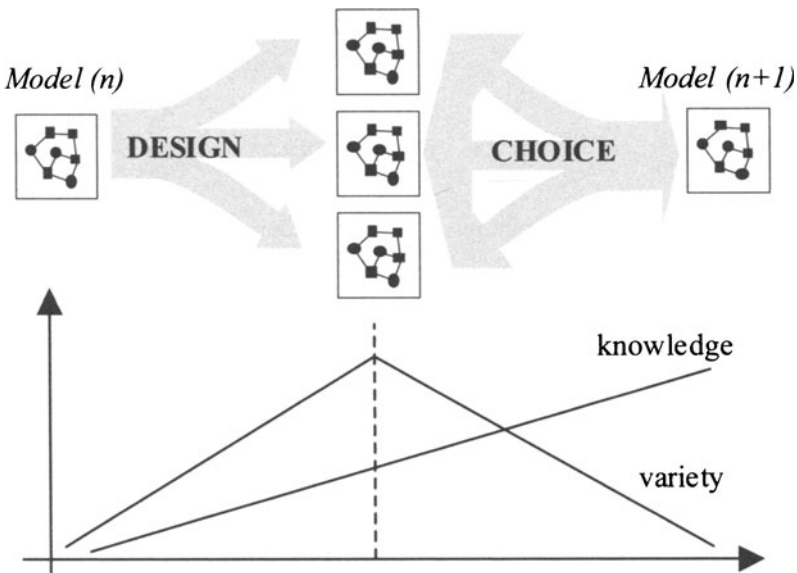 Model (n)
Model (n+1)
DESIGN
CHOICE
knowledge
variety